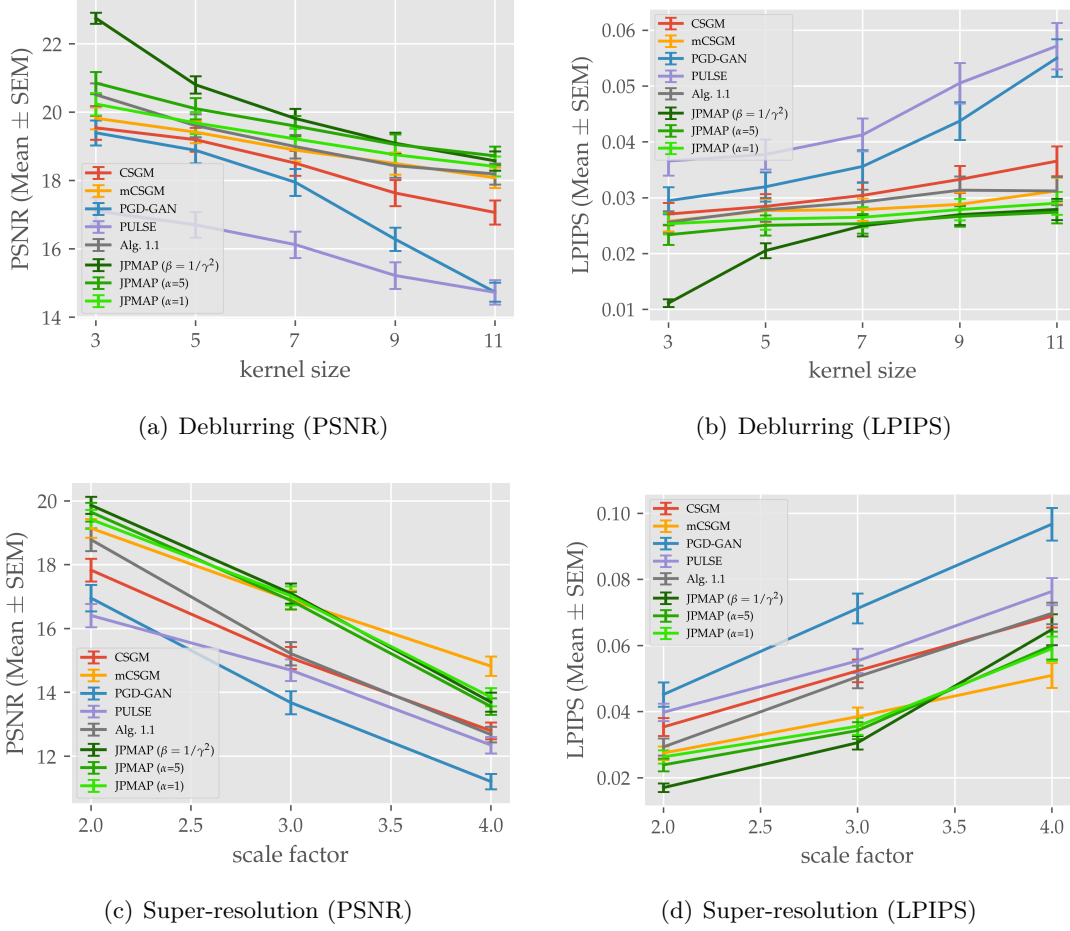 PSNR (Mean ± SEM)
22
20
18
16
14
CSGM
mCSGM
PGD-GAN
PULSE
Alg. 1.1
JPMAP (β = 1/γ²)
JPMAP (α=5)
JPMAP (α=1)
3 5 7 9 11
kernel size
(a) Deblurring (PSNR)
LPIPS (Mean ± SEM)
0.06
0.05
0.04
0.03
0.02
0.01
CSGM
mCSGM
PGD-GAN
PULSE
Alg. 1.1
JPMAP (β = 1/γ²)
JPMAP (α=5)
JPMAP (α=1)
3 5 7 9 11
kernel size
(b) Deblurring (LPIPS)
PSNR (Mean ± SEM)
20
18
16
14
12
CSGM
mCSGM
PGD-GAN
PULSE
Alg. 1.1
JPMAP (β = 1/γ²)
JPMAP (α=5)
JPMAP (α=1)
2.0 2.5 3.0 3.5 4.0
scale factor
(c) Super-resolution (PSNR)
LPIPS (Mean ± SEM)
0.10
0.08
0.06
0.04
0.02
CSGM
mCSGM
PGD-GAN
PULSE
Alg. 1.1
JPMAP (β = 1/γ²)
JPMAP (α=5)
JPMAP (α=1)
2.0 2.5 3.0 3.5 4.0
scale factor
(d) Super-resolution (LPIPS)